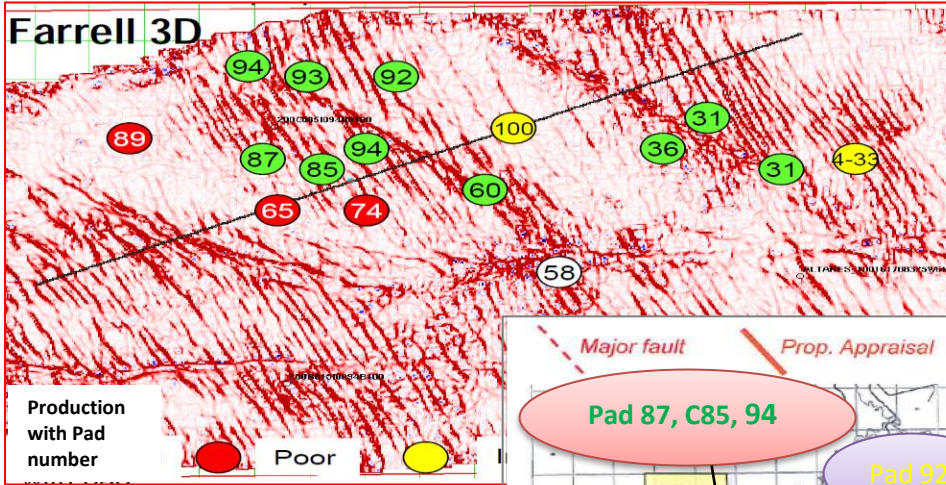 Farrell 3D
94
93
92
89
100
31
36
87
85
94
31
4-33
60
65
74
58
Major fault
Prop. Appraisal
Production
with Pad
number
Poor
Pad 87, C85, 94
Pad 92